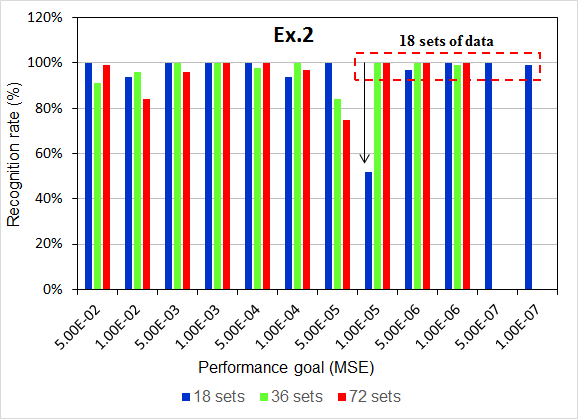 Ex.2
18 sets of data
120%
100%
80%
60%
40%
20%
0%
Recognition rate (%)
5.00E-02
1.00E-02
5.00E-03
1.00E-03
5.00E-04
1.00E-04
5.00E-05
1.00E-05
5.00E-06
1.00E-06
5.00E-07
1.00E-07
Performance goal (MSE)
18 sets 36 sets 72 sets